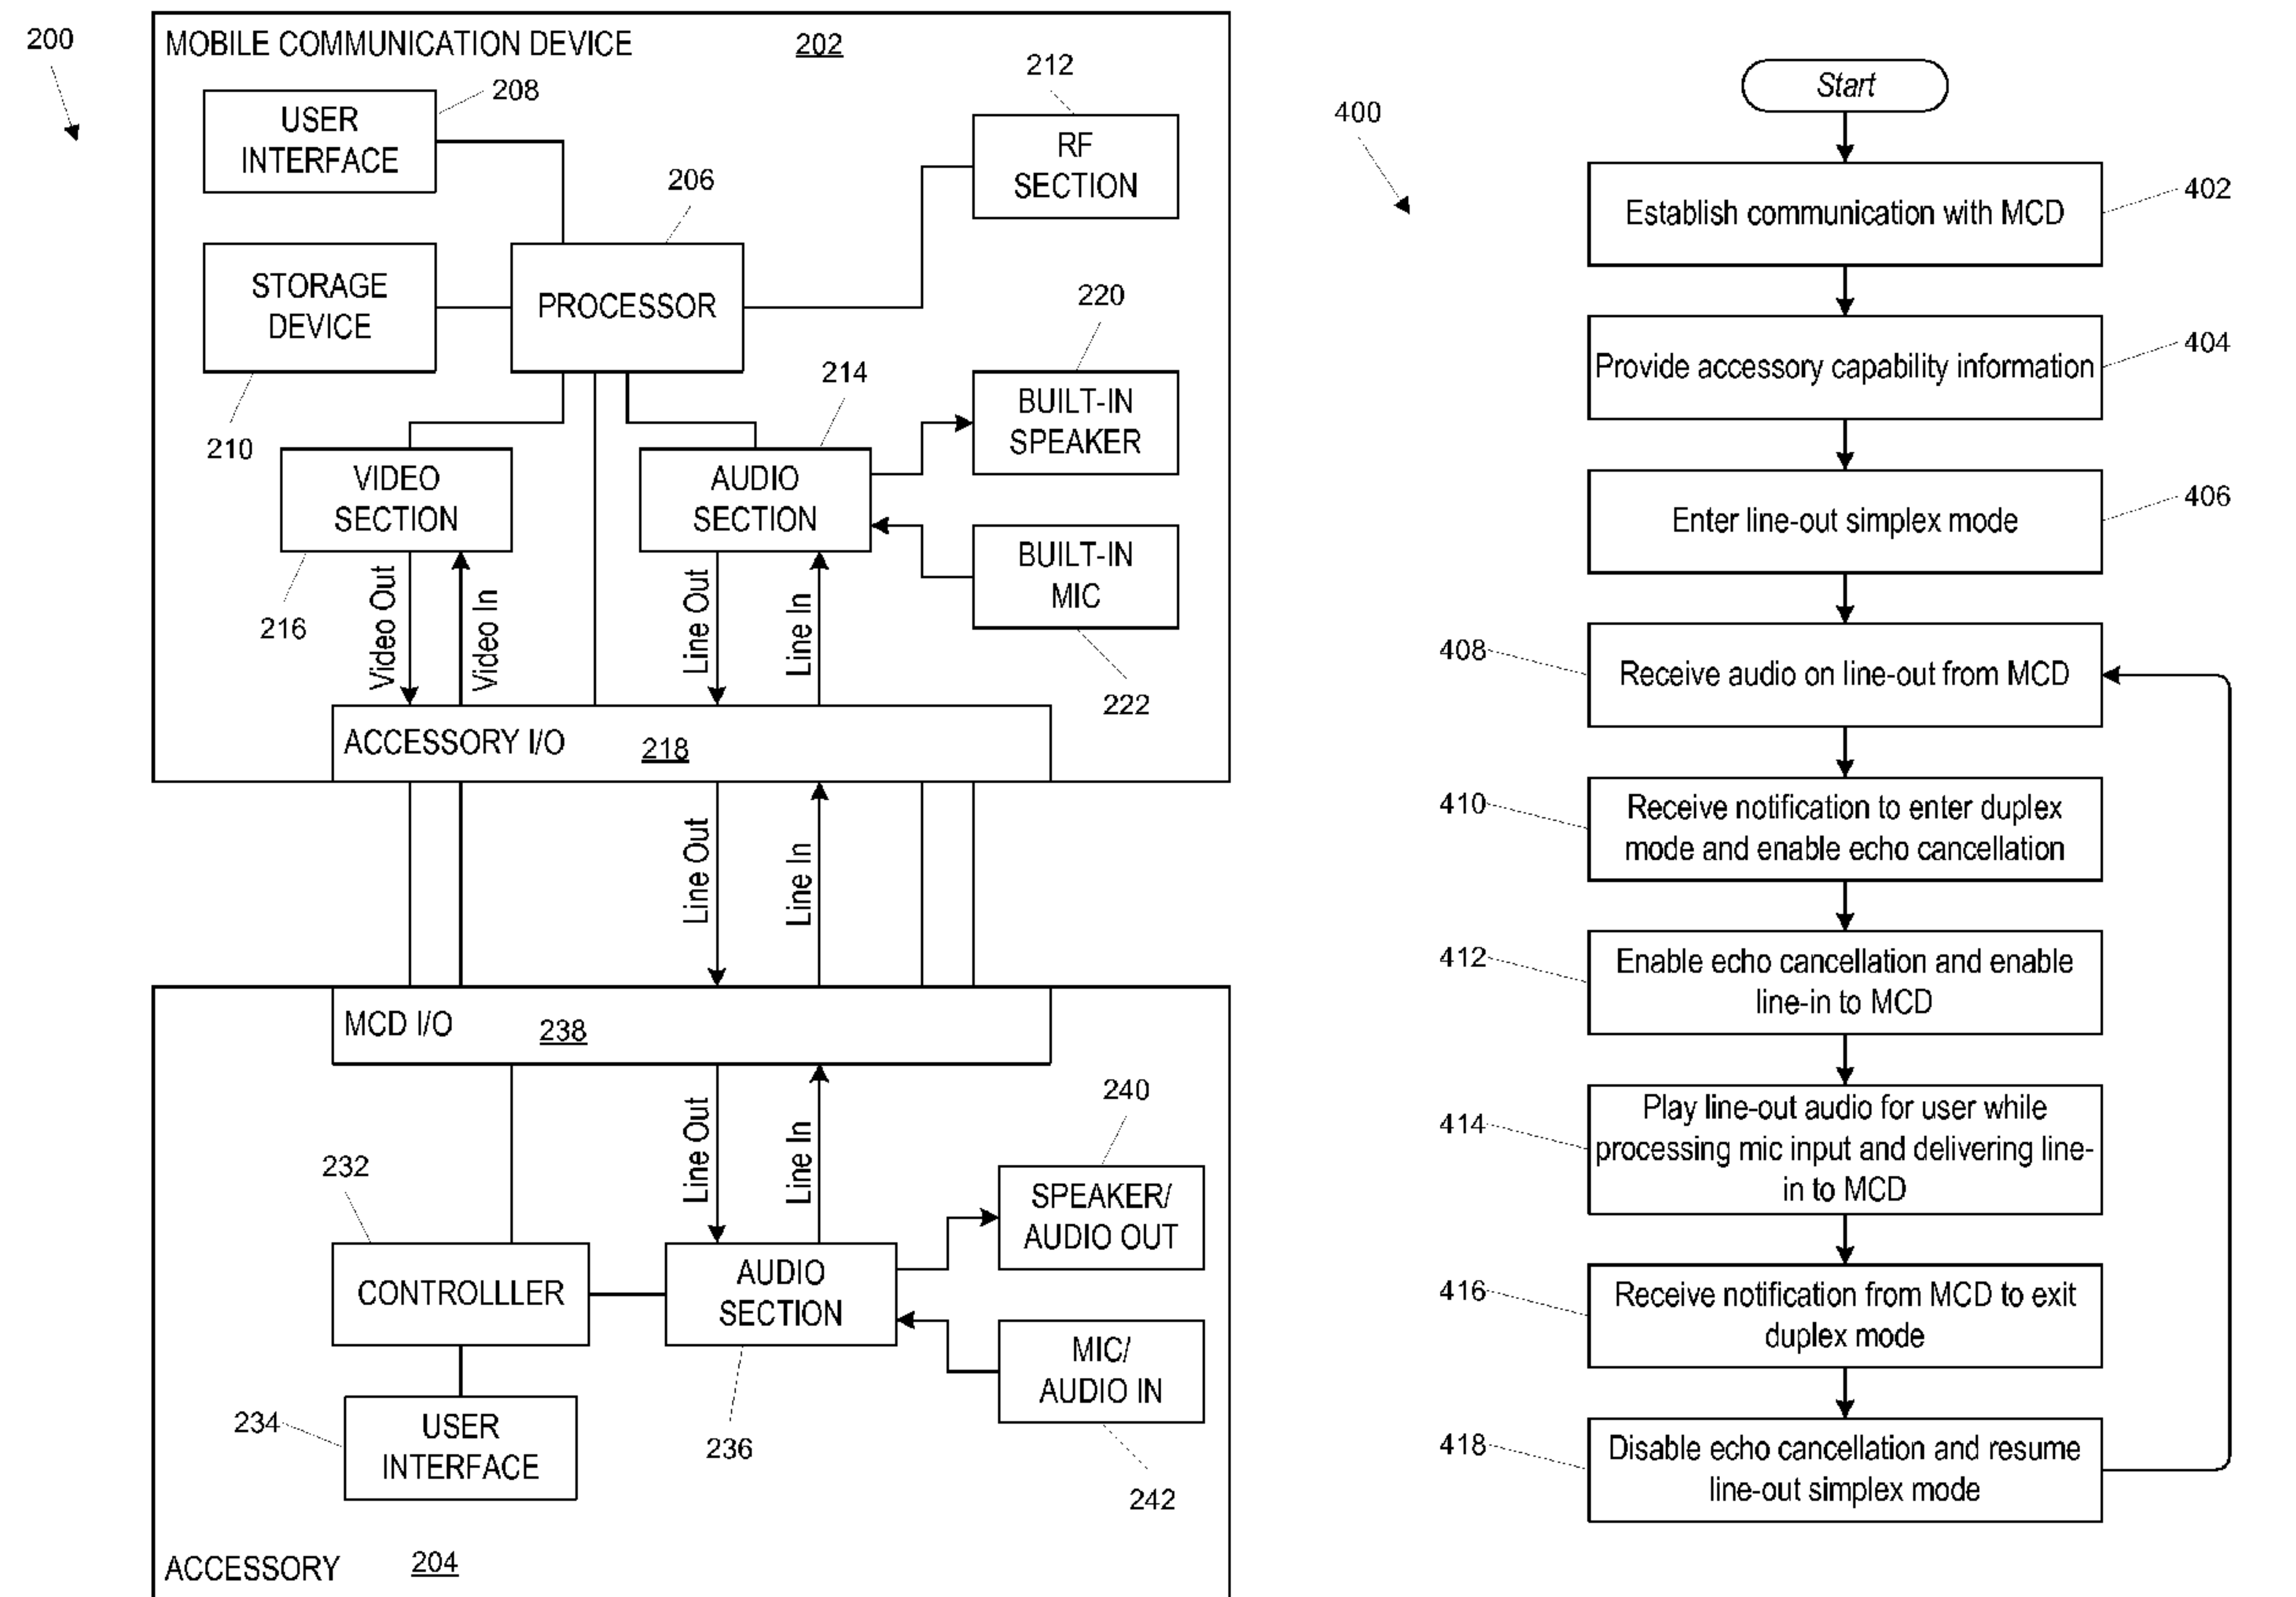 200
MOBILE COMMUNICATION DEVICE
202
208
USER
INTERFACE
212
RF
SECTION
206
STORAGE
DEVICE
210
PROCESSOR
220
214
BUILT-IN
SPEAKER
VIDEO
SECTION
216
AUDIO
SECTION
BUILT-IN
MIC
222
Video Out
Video In
Line Out
Line In
ACCESSORY I/O
218
Line Out
Line In
MCD I/O
238
Line Out
Line In
240
232
SPEAKER/
AUDIO OUT
CONTROLLLER
AUDIO
SECTION
236
MIC/
AUDIO IN
242
234
USER
INTERFACE
ACCESSORY
204
400
Start
Establish communication with MCD
402
Provide accessory capability information
404
Enter line-out simplex mode
406
408
Receive audio on line-out from MCD
410
Receive notification to enter duplex
mode and enable echo cancellation
412
Enable echo cancellation and enable
line-in to MCD
414
Play line-out audio for user while
processing mic input and delivering line-
in to MCD
416
Receive notification from MCD to exit
duplex mode
418
Disable echo cancellation and resume
line-out simplex mode